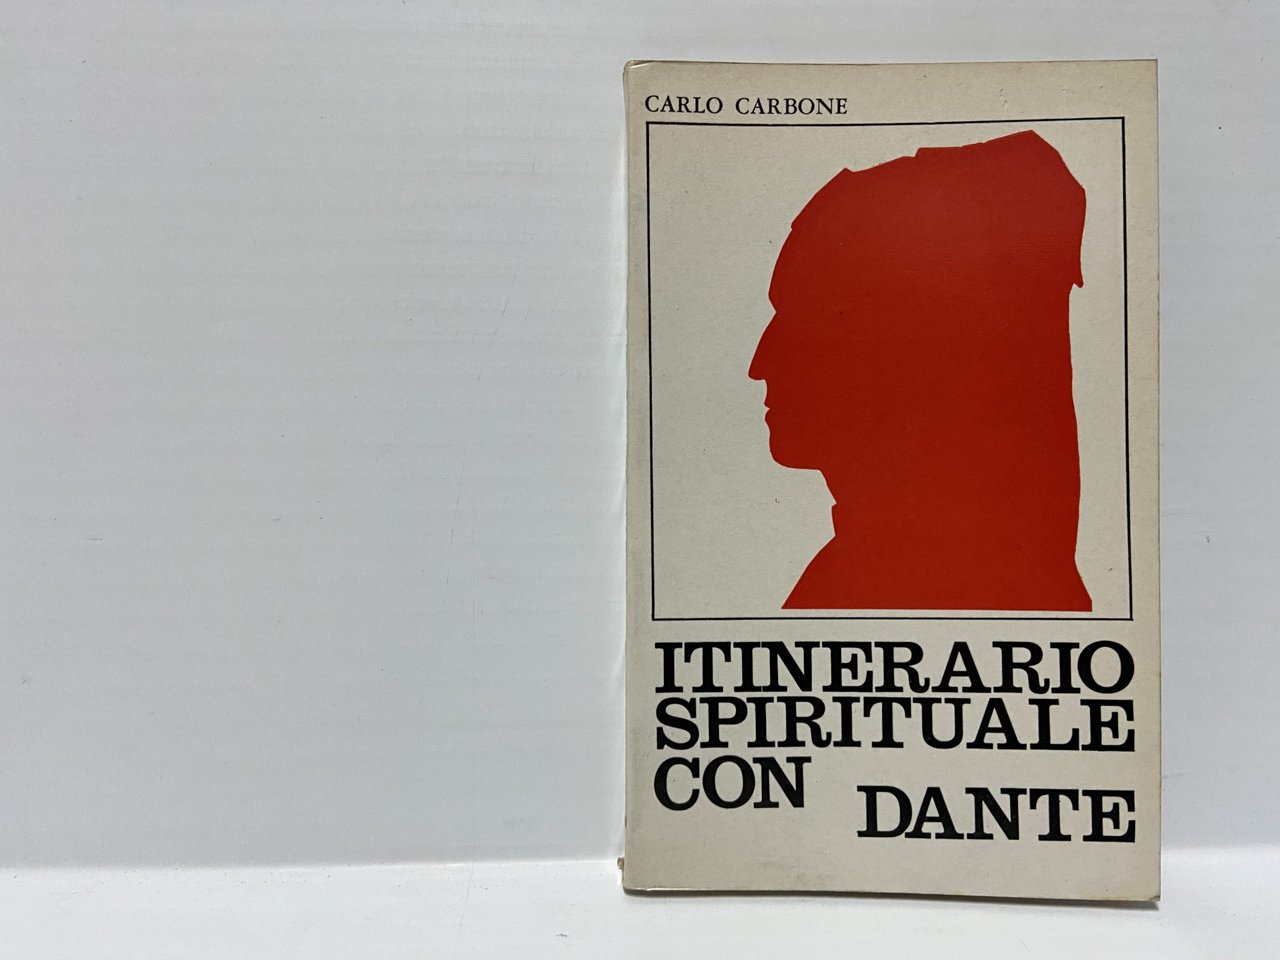 CARLO CARBONE
ITINERARIO
SPIRITUALE
CON
DANTE